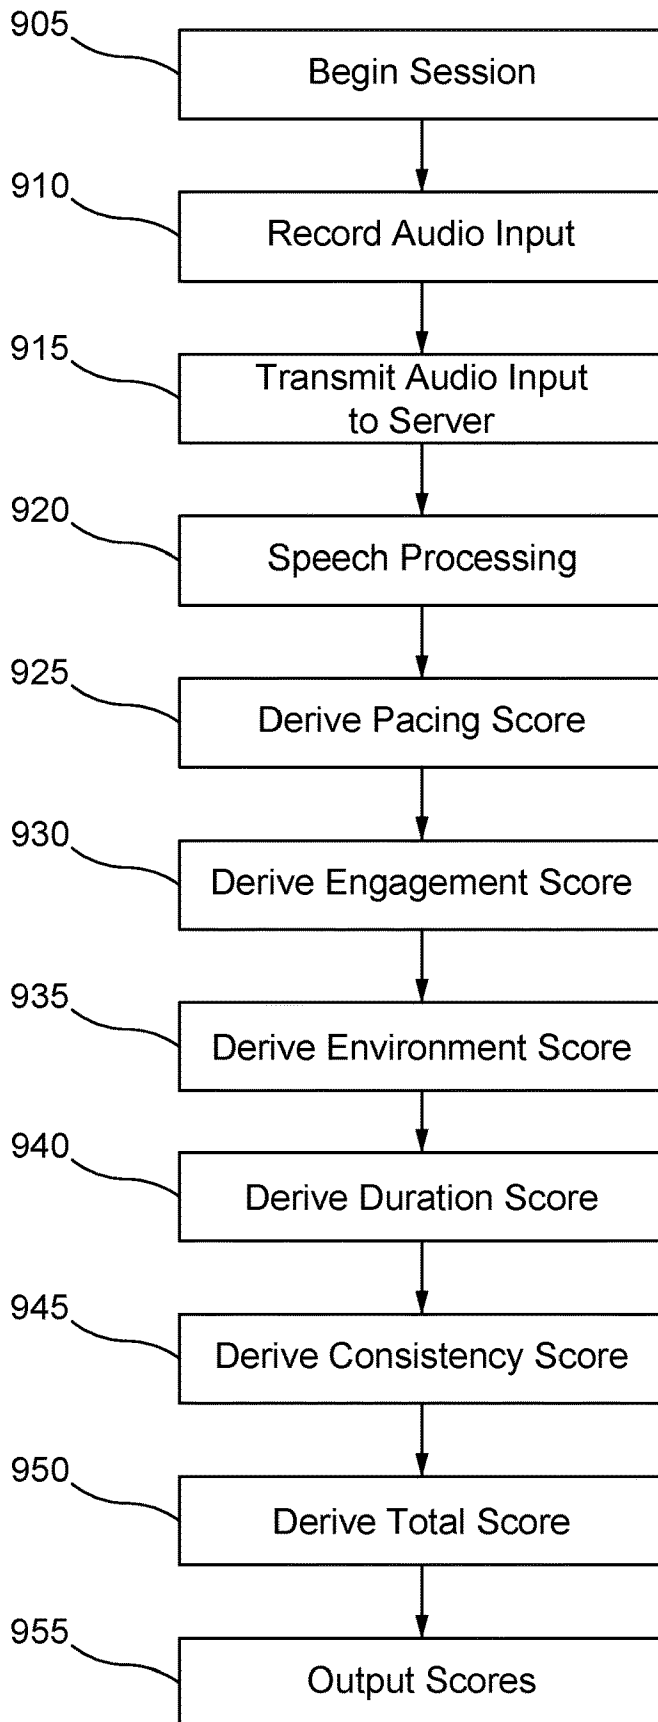 905
Begin Session
910
Record Audio Input
915
Transmit Audio Input
to Server
920
Speech Processing
925
Derive Pacing Score
930
Derive Engagement Score
935
Derive Environment Score
940
Derive Duration Score
945
Derive Consistency Score
950
Derive Total Score
955
Output Scores